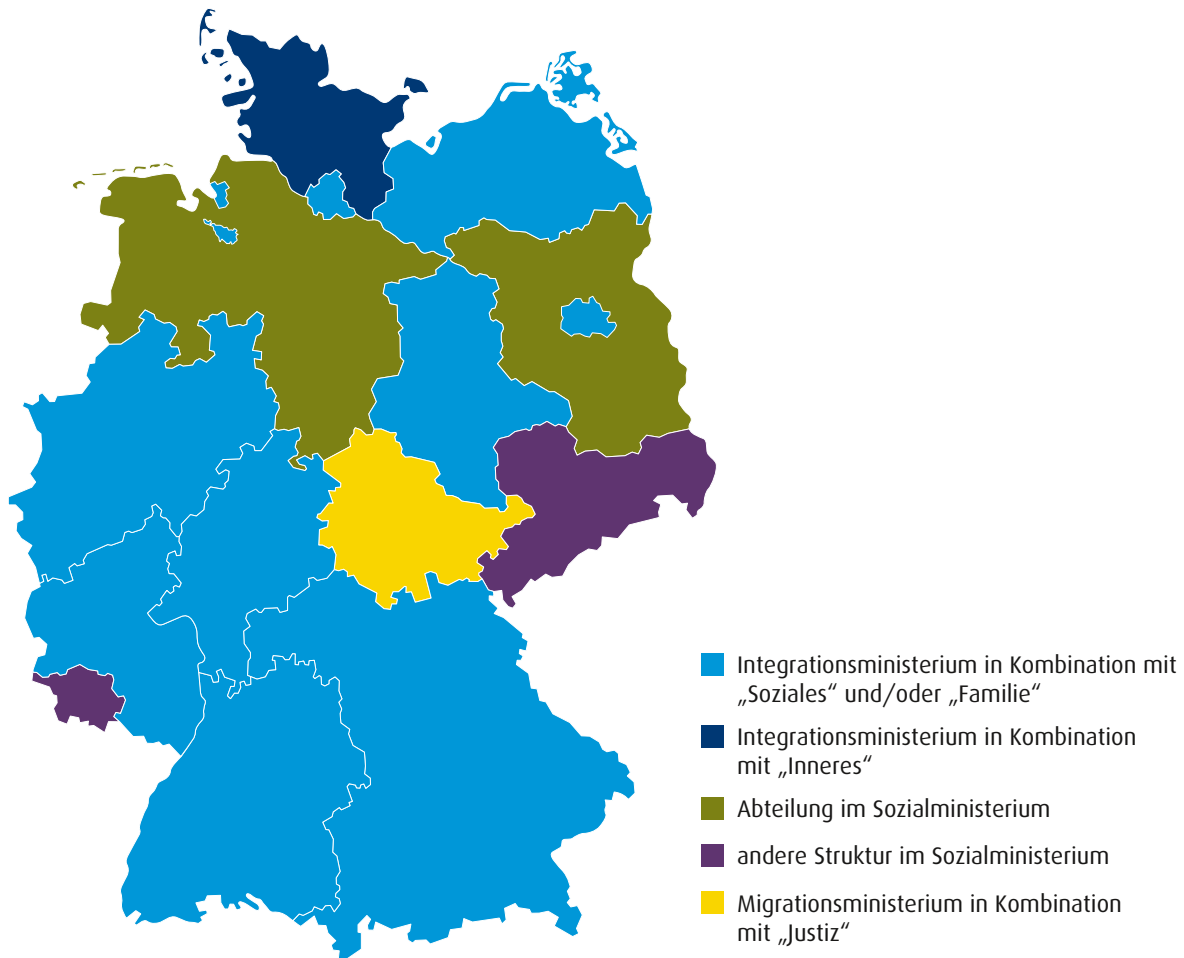 Integrationsministerium in Kombination mit
„Soziales“ und/oder „Familie“
Integrationsministerium in Kombination
mit „Inneres“
Abteilung im Sozialministerium
andere Struktur im Sozialministerium
Migrationsministerium in Kombination
mit „Justiz“